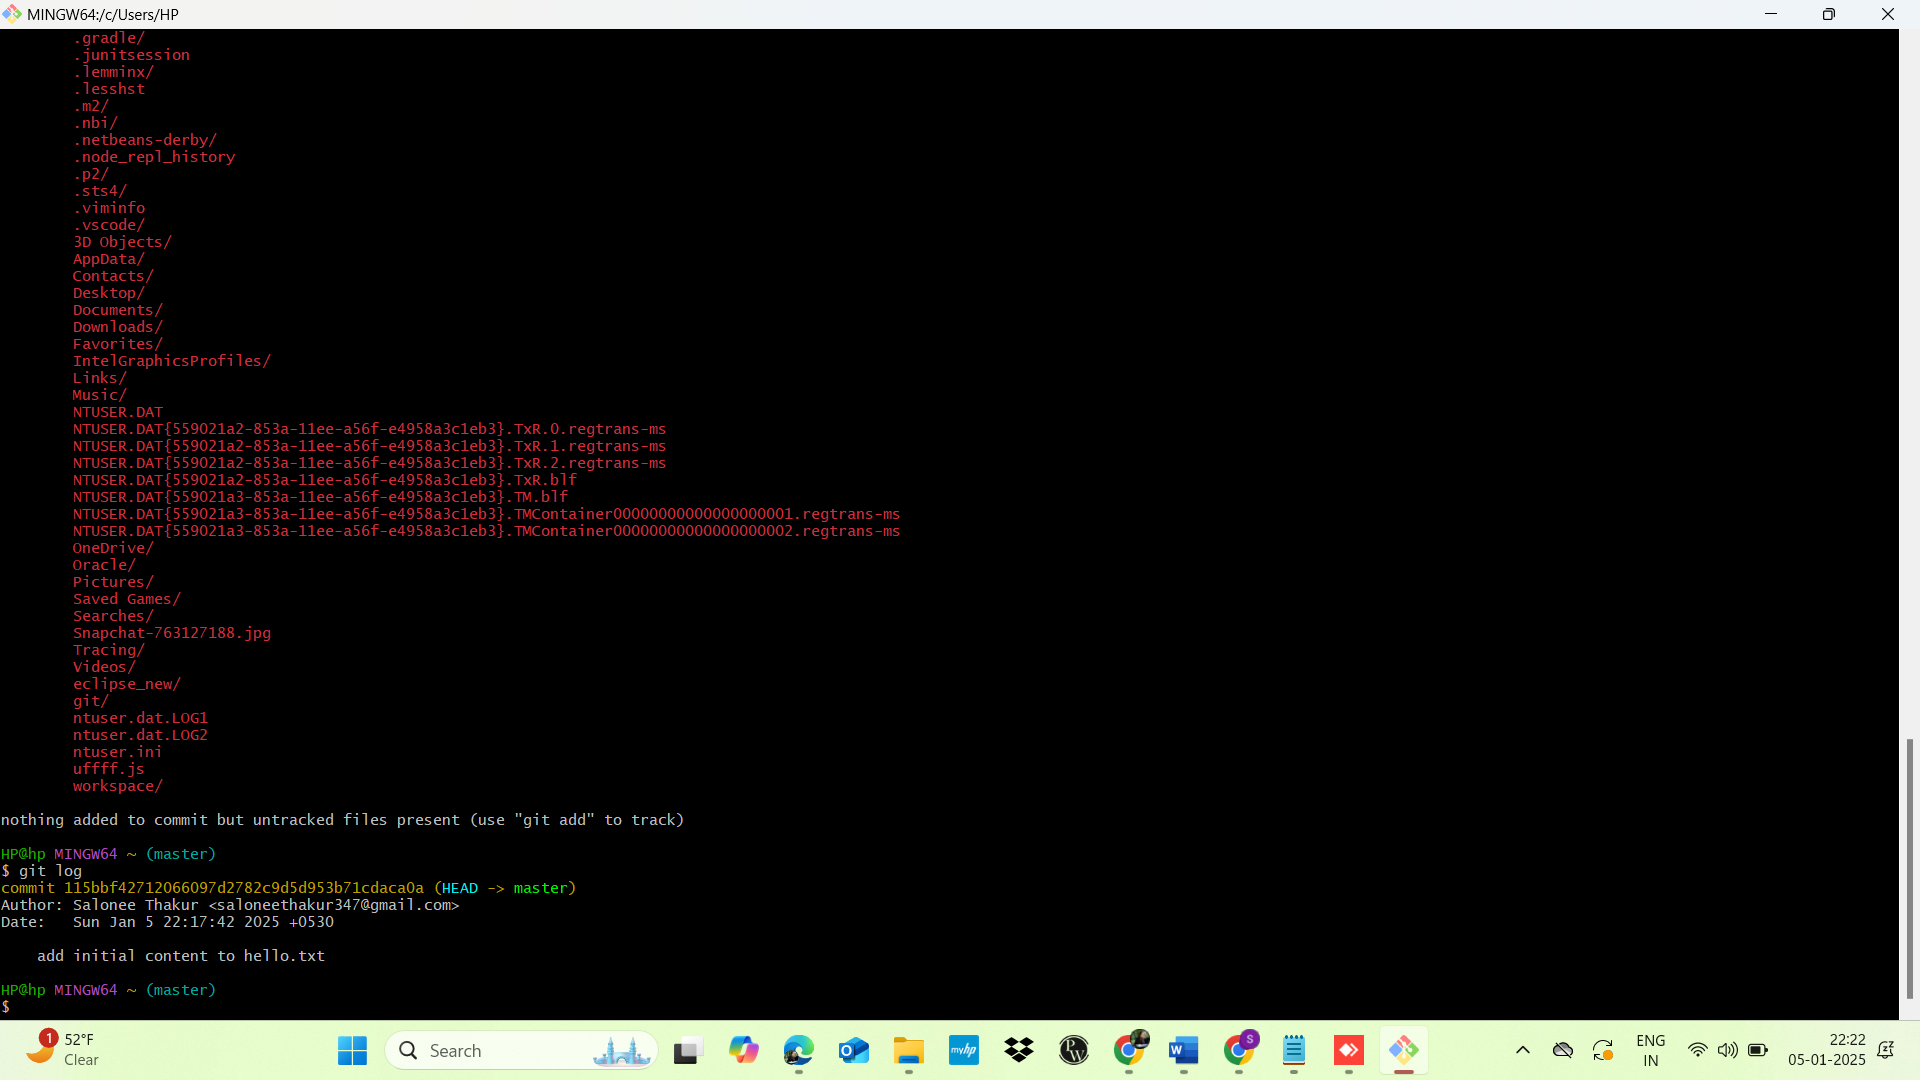 MINGW64:/c/Users/HP
.gradle/
.junitsession
.lemminx/
.lesshst
.m2/
.nbi/
.netbeans-derby/
.node_repl_history
.p2/
.sts4/
.viminfo
.vscode/
3D Objects/
AppData/
Contacts/
Desktop/
Documents/
Downloads/
Favorites/
IntelGraphicsProfiles/
Links/
Music/
NTUSER.DAT
NTUSER.DAT{559021a2-853a-11ee-a56f-e4958a3c1eb3}.TxR.0.regtrans-ms
NTUSER.DAT{559021a2-853a-11ee-a56f-e4958a3c1eb3}.TxR.1.regtrans-ms
NTUSER.DAT{559021a2-853a-11ee-a56f-e4958a3c1eb3}.TxR.2.regtrans-ms
NTUSER.DAT{559021a2-853a-11ee-a56f-e4958a3c1eb3}.TxR.blf
NTUSER.DAT{559021a3-853a-11ee-a56f-e4958a3c1eb3}.TM.blf
NTUSER.DAT{559021a3-853a-11ee-a56f-e4958a3c1eb3}.TMContainer00000000000000000001.regtrans-ms
NTUSER.DAT{559021a3-853a-11ee-a56f-e4958a3c1eb3}.TMContainer00000000000000000002.regtrans-ms
OneDrive/
Oracle/
Pictures/
Saved Games/
Searches/
Snapchat-763127188.jpg
Tracing/
Videos/
eclipse_new/
git/
ntuser.dat.LOG1
ntuser.dat.LOG2
ntuser.ini
uffff.js
workspace/
nothing added to commit but untracked files present (use "git add" to track)
HP@hp MINGW64 ~ (master)
$ git log
commit 115bbf42712066097d2782c9d5d953b71cdaca0a (HEAD -> master)
Author: Salonee Thakur <saloneethakur347@gmail.com>
Date:   Sun Jan 5 22:17:42 2025 +0530
add initial content to hello.txt
HP@hp MINGW64 ~ (master)
$
1
52°F
Clear
Search
myhp
PW
W
S
ENG
IN
22:22
05-01-2025